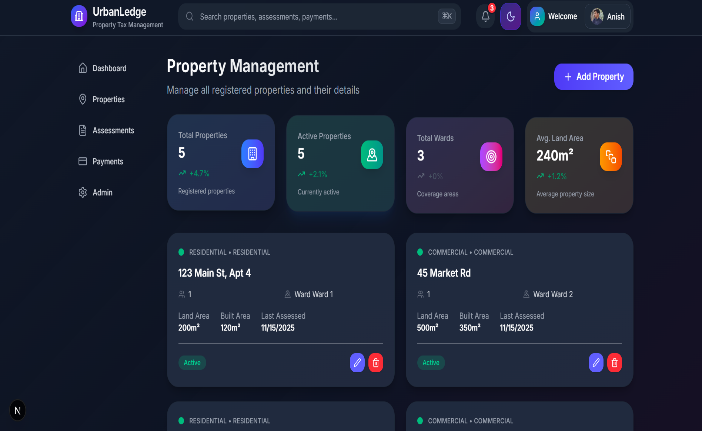 UrbanLedge
Property Tax Management
Search properties, assessments, payments...
⌘K
3
Welcome
Anish
Dashboard
Properties
Assessments
Payments
Admin
Property Management
Manage all registered properties and their details
+ Add Property
Total Properties
5
+4.7%
Registered properties
Active Properties
5
+2.1%
Currently active
Total Wards
3
+0%
Coverage areas
Avg. Land Area
240m²
+1.2%
Average property size
RESIDENTIAL • RESIDENTIAL
123 Main St, Apt 4
1
Ward Ward 1
Land Area Built Area Last Assessed
200m² 120m² 11/15/2025
Active
COMMERCIAL • COMMERCIAL
45 Market Rd
1
Ward Ward 2
Land Area Built Area Last Assessed
500m² 350m² 11/15/2025
Active
RESIDENTIAL • RESIDENTIAL
COMMERCIAL • COMMERCIAL
N